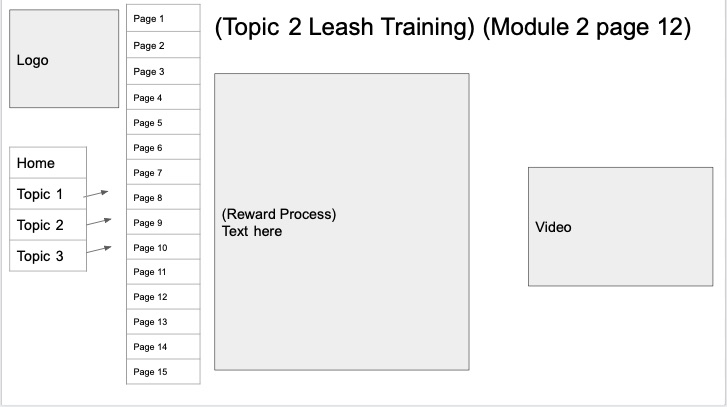 Logo
Home
Topic 1
Topic 2
Topic 3
Page 1
Page 2
Page 3
Page 4
Page 5
Page 6
Page 7
Page 8
Page 9
Page 10
Page 11
Page 12
Page 13
Page 14
Page 15
(Topic 2 Leash Training) (Module 2 page 12)
(Reward Process)
Text here
Video